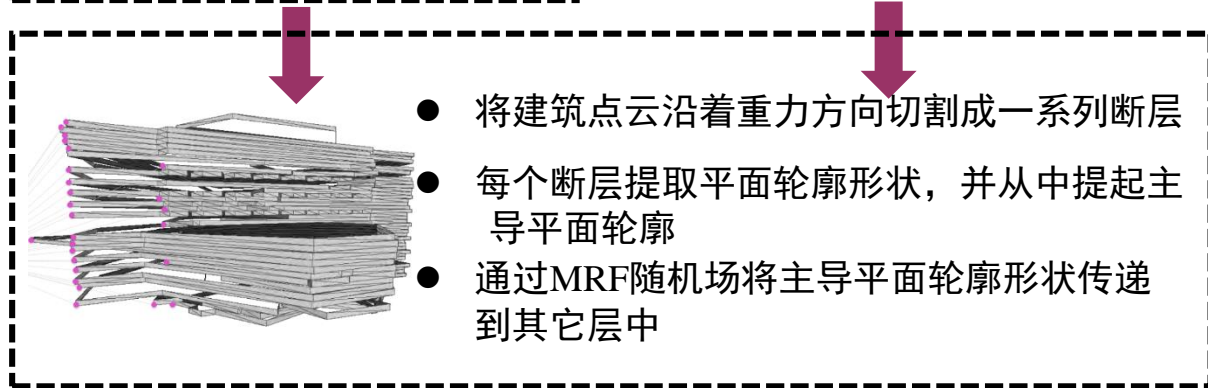 ● 将建筑点云沿着重力方向切割成一系列断层
● 每个断层提取平面轮廓形状，并从中提起主
导平面轮廓
● 通过MRF随机场将主导平面轮廓形状传递
到其它层中